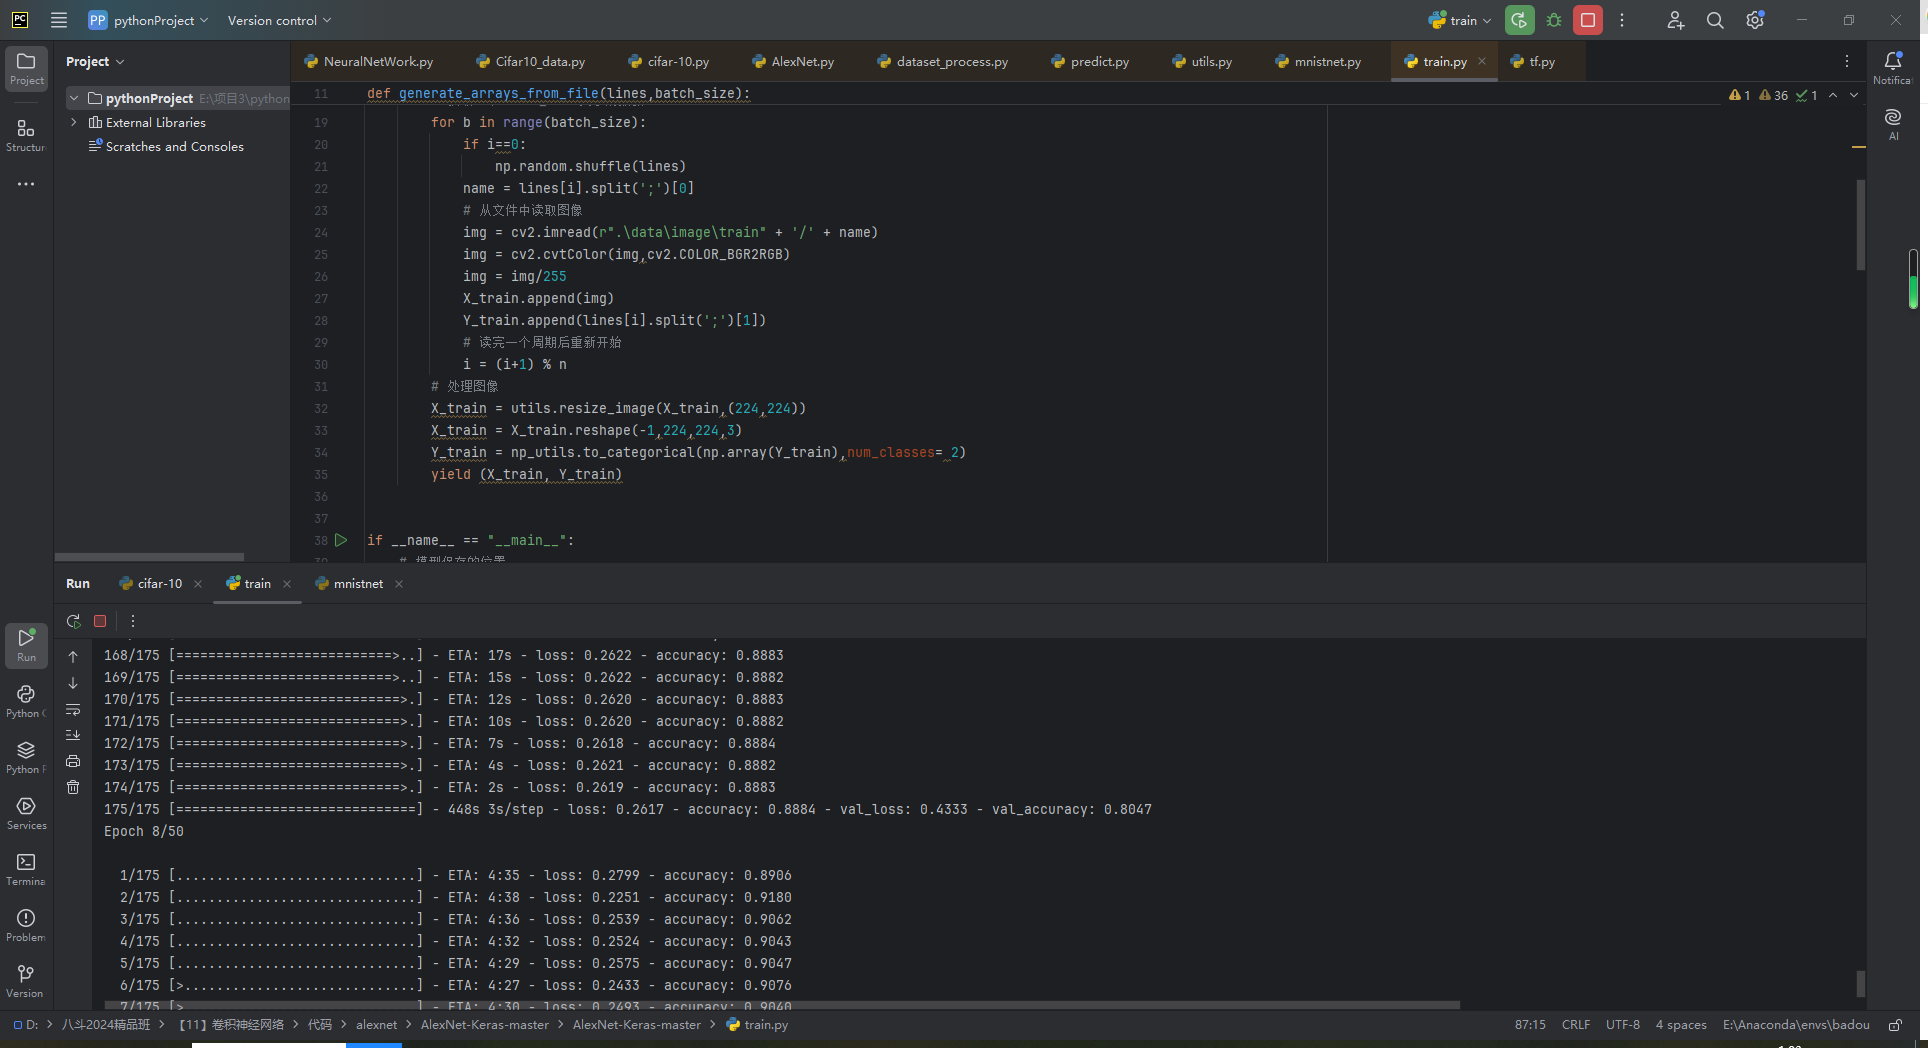 PC
PP pythonProject Version control train
Project
NeuralNetWork.py Cifar10_data.py cifar-10.py AlexNet.py dataset_process.py predict.py utils.py mnistnet.py train.py tf.py
Project
Notifica
pythonProject E:\项目3\python
External Libraries
Scratches and Consoles
Structur
AI
11 def generate_arrays_from_file(lines,batch_size):
1 36 1
19 for b in range(batch_size):
20 if i==0:
21 np.random.shuffle(lines)
22 name = lines[i].split(';')[0]
23 # 从文件中读取图像
24 img = cv2.imread(r".\data\image\train" + '/' + name)
25 img = cv2.cvtColor(img,cv2.COLOR_BGR2RGB)
26 img = img/255
27 X_train.append(img)
28 Y_train.append(lines[i].split(';')[1])
29 # 读完一个周期后重新开始
30 i = (i+1) % n
31 # 处理图像
32 X_train = utils.resize_image(X_train,(224,224))
33 X_train = X_train.reshape(-1,224,224,3)
34 Y_train = np_utils.to_categorical(np.array(Y_train),num_classes= 2)
35 yield (X_train, Y_train)
36
37
38 if __name__ == "__main__":
39 # 模型保存的位置
Run cifar-10 train mnistnet
168/175 [===========================>..] - ETA: 17s - loss: 0.2622 - accuracy: 0.8883
169/175 [===========================>..] - ETA: 15s - loss: 0.2622 - accuracy: 0.8882
170/175 [============================>.] - ETA: 12s - loss: 0.2620 - accuracy: 0.8883
171/175 [============================>.] - ETA: 10s - loss: 0.2620 - accuracy: 0.8882
172/175 [============================>.] - ETA: 7s - loss: 0.2618 - accuracy: 0.8884
173/175 [============================>.] - ETA: 4s - loss: 0.2621 - accuracy: 0.8882
174/175 [============================>.] - ETA: 2s - loss: 0.2619 - accuracy: 0.8883
175/175 [==============================] - 448s 3s/step - loss: 0.2617 - accuracy: 0.8884 - val_loss: 0.4333 - val_accuracy: 0.8047
Epoch 8/50
1/175 [..............................] - ETA: 4:35 - loss: 0.2799 - accuracy: 0.8906
2/175 [..............................] - ETA: 4:38 - loss: 0.2251 - accuracy: 0.9180
3/175 [..............................] - ETA: 4:36 - loss: 0.2539 - accuracy: 0.9062
4/175 [..............................] - ETA: 4:32 - loss: 0.2524 - accuracy: 0.9043
5/175 [..............................] - ETA: 4:29 - loss: 0.2575 - accuracy: 0.9047
6/175 [>.............................] - ETA: 4:27 - loss: 0.2433 - accuracy: 0.9076
7/175 [>.............................] - ETA: 4:30 - loss: 0.2493 - accuracy: 0.9040
Run
Python C
Python F
Services
Termina
Problem
Version
D: 八斗2024精品班 【11】卷积神经网络 代码 alexnet AlexNet-Keras-master AlexNet-Keras-master train.py
87:15 CRLF UTF-8 4 spaces E:\Anaconda\envs\badou